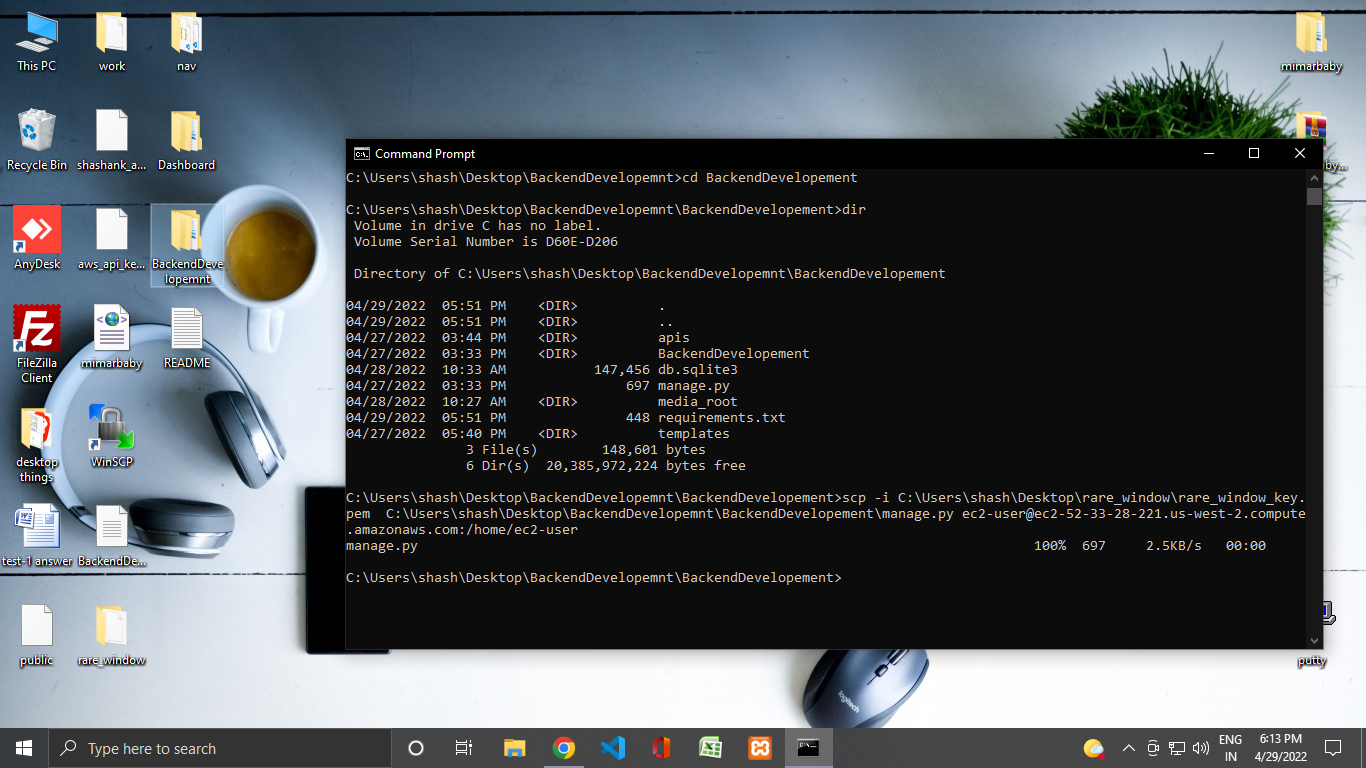 This PC
work
nav
mimarbaby
Recycle Bin
shashank_a...
Dashboard
AnyDesk
aws_api_ke...
BackendDeve
lopemnt
FileZilla
Client
mimarbaby
README
desktop
things
WinSCP
test-1 answer
BackendDe...
public
rare_window
putty
Command Prompt
C:\Users\shash\Desktop\BackendDevelopemnt>cd BackendDevelopement
C:\Users\shash\Desktop\BackendDevelopemnt\BackendDevelopement>dir
Volume in drive C has no label.
Volume Serial Number is D60E-D206
Directory of C:\Users\shash\Desktop\BackendDevelopemnt\BackendDevelopement
04/29/2022  05:51 PM    <DIR>          .
04/29/2022  05:51 PM    <DIR>          ..
04/27/2022  03:44 PM    <DIR>          apis
04/27/2022  03:33 PM    <DIR>          BackendDevelopement
04/28/2022  10:33 AM           147,456 db.sqlite3
04/27/2022  03:33 PM               697 manage.py
04/28/2022  10:27 AM    <DIR>          media_root
04/29/2022  05:51 PM               448 requirements.txt
04/27/2022  05:40 PM    <DIR>          templates
3 File(s)        148,601 bytes
6 Dir(s)  20,385,972,224 bytes free
C:\Users\shash\Desktop\BackendDevelopemnt\BackendDevelopement>scp -i C:\Users\shash\Desktop\rare_window\rare_window_key.
pem  C:\Users\shash\Desktop\BackendDevelopemnt\BackendDevelopement\manage.py ec2-user@ec2-52-33-28-221.us-west-2.compute
.amazonaws.com:/home/ec2-user
manage.py                                                                             100%  697     2.5KB/s   00:00
C:\Users\shash\Desktop\BackendDevelopemnt\BackendDevelopement>
logitech
Type here to search
ENG
IN
6:13 PM
4/29/2022